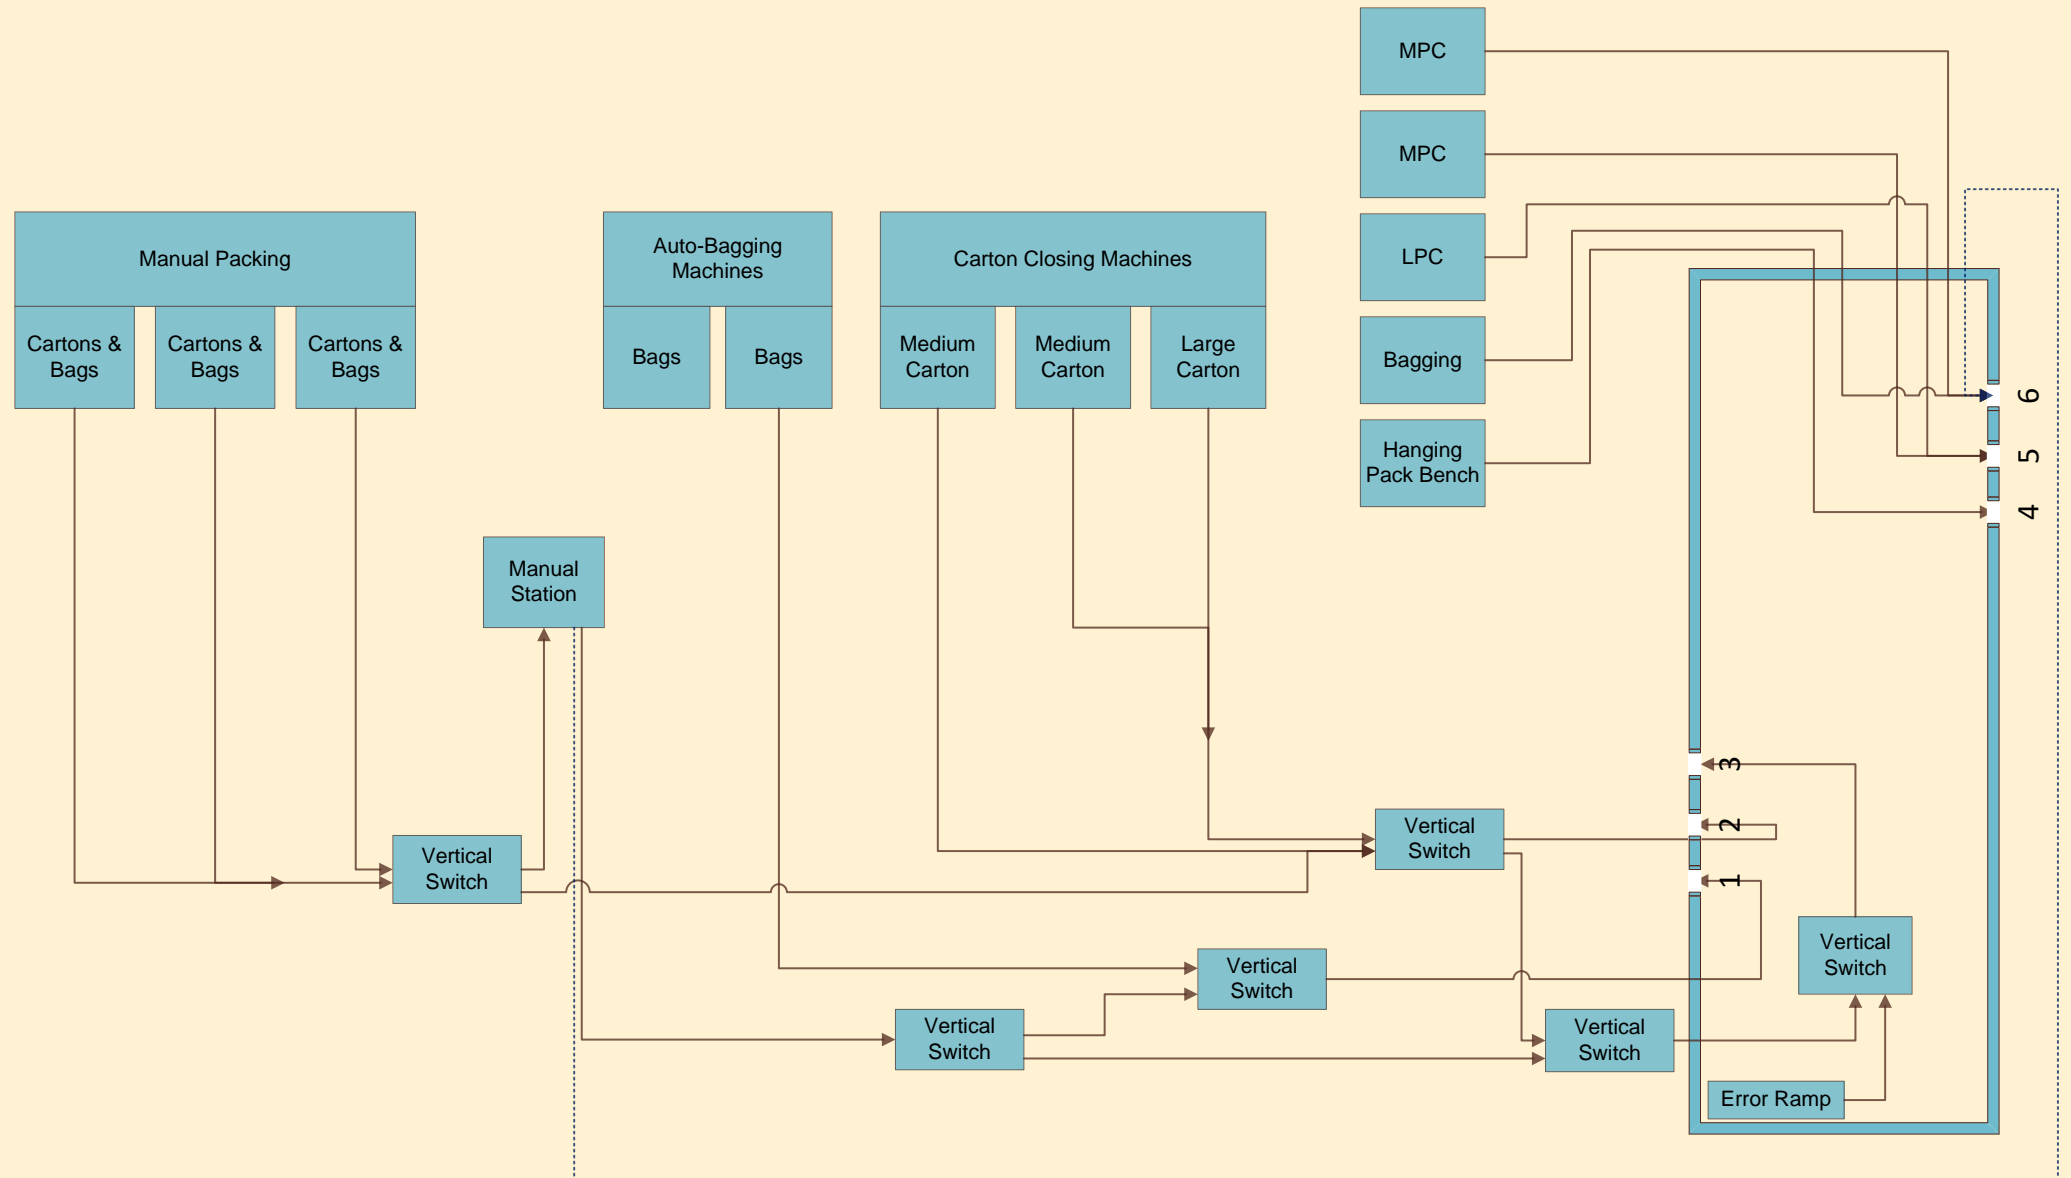 MPC
MPC
LPC
Bagging
Hanging
Pack Bench
Manual Packing
Cartons &
Bags
Cartons &
Bags
Cartons &
Bags
Auto-Bagging
Machines
Bags
Bags
Carton Closing Machines
Medium
Carton
Medium
Carton
Large
Carton
Manual
Station
6
5
4
3
2
1
Vertical
Switch
Vertical
Switch
Vertical
Switch
Vertical
Switch
Vertical
Switch
Vertical
Switch
Error Ramp